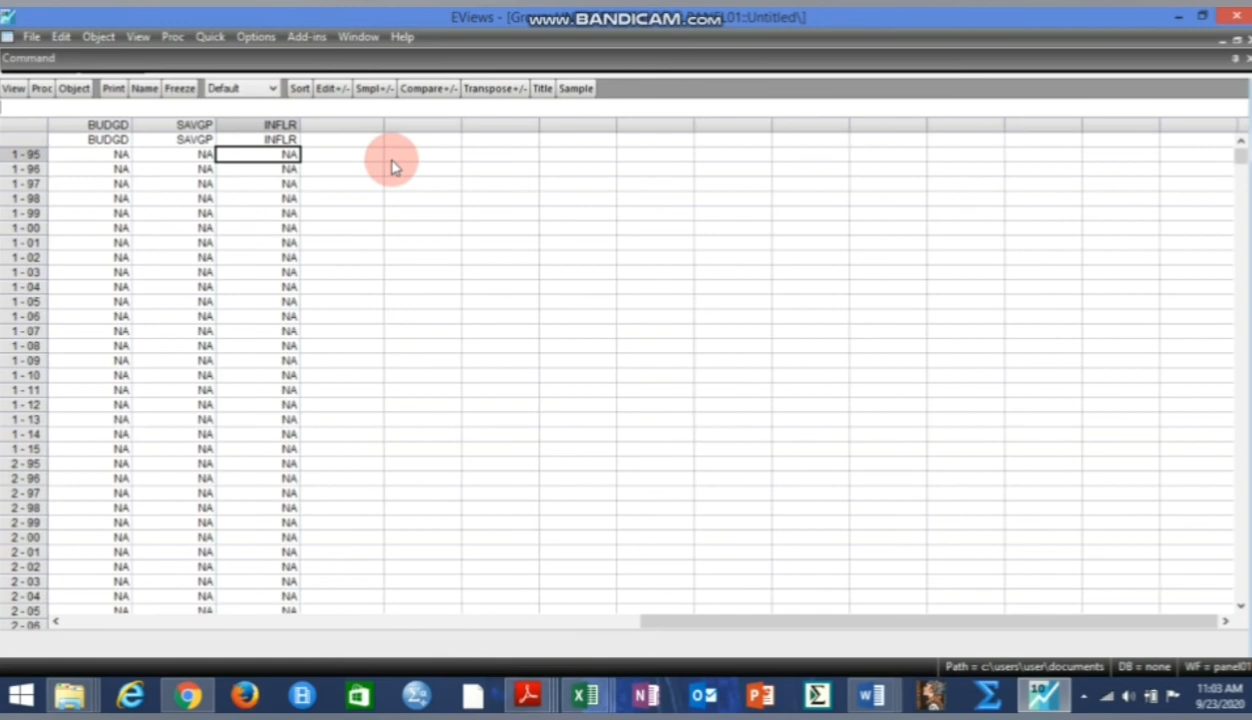 EViews - [Gro www.BANDICAM.com PANEL01::Untitled\]
File Edit Object View Proc Quick Options Add-ins Window Help
Command
View Proc Object Print Name Freeze Default Sort Edit+/- Smpl+/- Compare+/- Transpose+/- Title Sample
BUDGD SAVGP INFLR
BUDGD SAVGP INFLR
1 - 95 NA NA NA
1 - 96 NA NA NA
1 - 97 NA NA NA
1 - 98 NA NA NA
1 - 99 NA NA NA
1 - 00 NA NA NA
1 - 01 NA NA NA
1 - 02 NA NA NA
1 - 03 NA NA NA
1 - 04 NA NA NA
1 - 05 NA NA NA
1 - 06 NA NA NA
1 - 07 NA NA NA
1 - 08 NA NA NA
1 - 09 NA NA NA
1 - 10 NA NA NA
1 - 11 NA NA NA
1 - 12 NA NA NA
1 - 13 NA NA NA
1 - 14 NA NA NA
1 - 15 NA NA NA
2 - 95 NA NA NA
2 - 96 NA NA NA
2 - 97 NA NA NA
2 - 98 NA NA NA
2 - 99 NA NA NA
2 - 00 NA NA NA
2 - 01 NA NA NA
2 - 02 NA NA NA
2 - 03 NA NA NA
2 - 04 NA NA NA
2 - 05 NA NA NA
2 - 06
Path = c:\users\user\documents DB = none WF = panel01
11:03 AM
9/23/2020